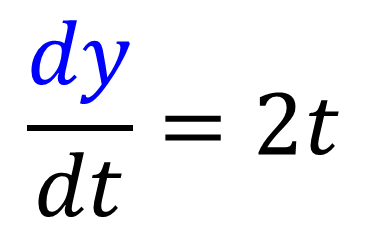 dy/dt = 2t